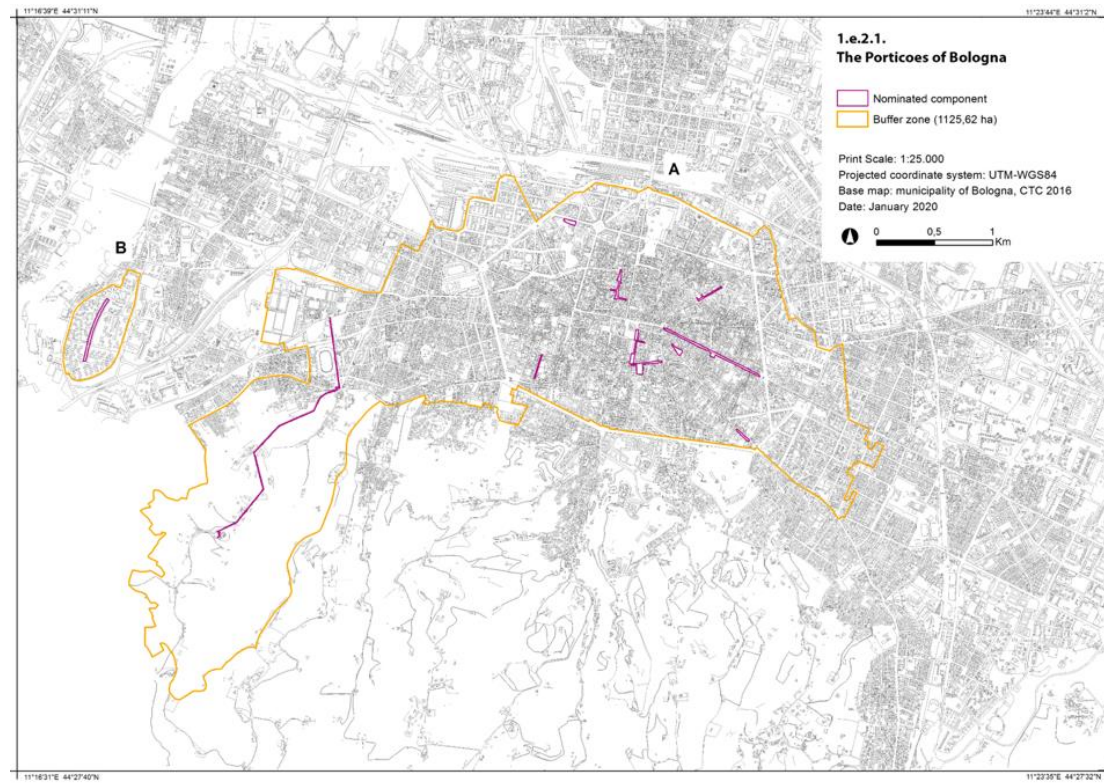 11°16'39"E 44°31'11"N
11°23'44"E 44°31'2"N
1.e.2.1.
The Porticoes of Bologna
Nominated component
Buffer zone (1125,62 ha)
Print Scale: 1:25.000
Projected coordinate system: UTM-WGS84
Base map: municipality of Bologna, CTC 2016
Date: January 2020
0 0,5 1
Km
A
B
11°16'31"E 44°27'40"N
11°23'35"E 44°27'32"N